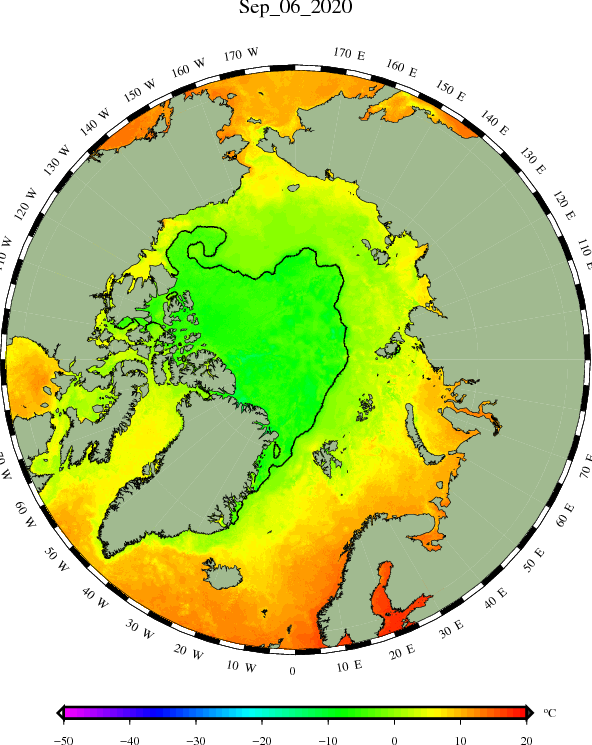 Sep_06_2020
170 W
170 E
160 W
160 E
150 W
150 E
140 W
140 E
130 W
130 E
120 W
120 E
110 E
70 E
60 W
60 E
50 W
50 E
40 W
40 E
30 W
30 E
20 W
20 E
10 W
10 E
0
°C
−50 −40 −30 −20 −10 0 10 20